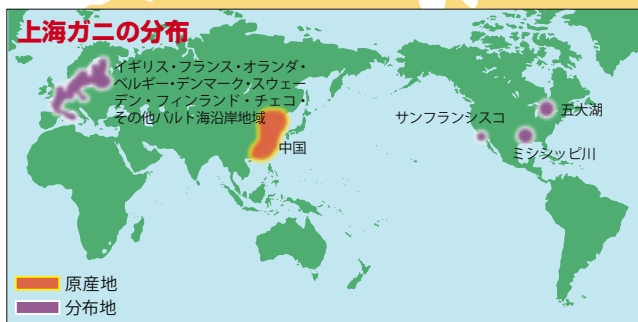 上海ガニの分布
イギリス・フランス・オランダ・
ベルギー・デンマーク・スウェー
デン・フィンランド・チェコ・
その他バルト海沿岸地域
中国
サンフランシスコ
五大湖
ミシシッピ川
原産地
分布地